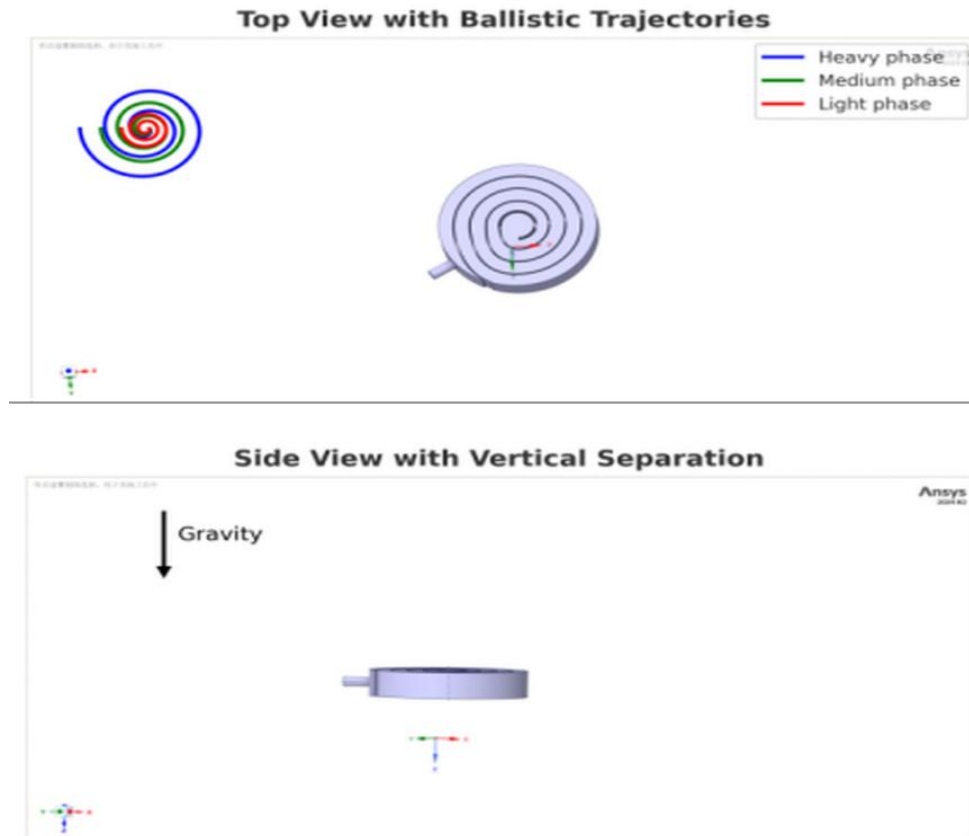 Top View with Ballistic Trajectories
Heavy phase
Medium phase
Light phase
Side View with Vertical Separation
Ansys
Gravity